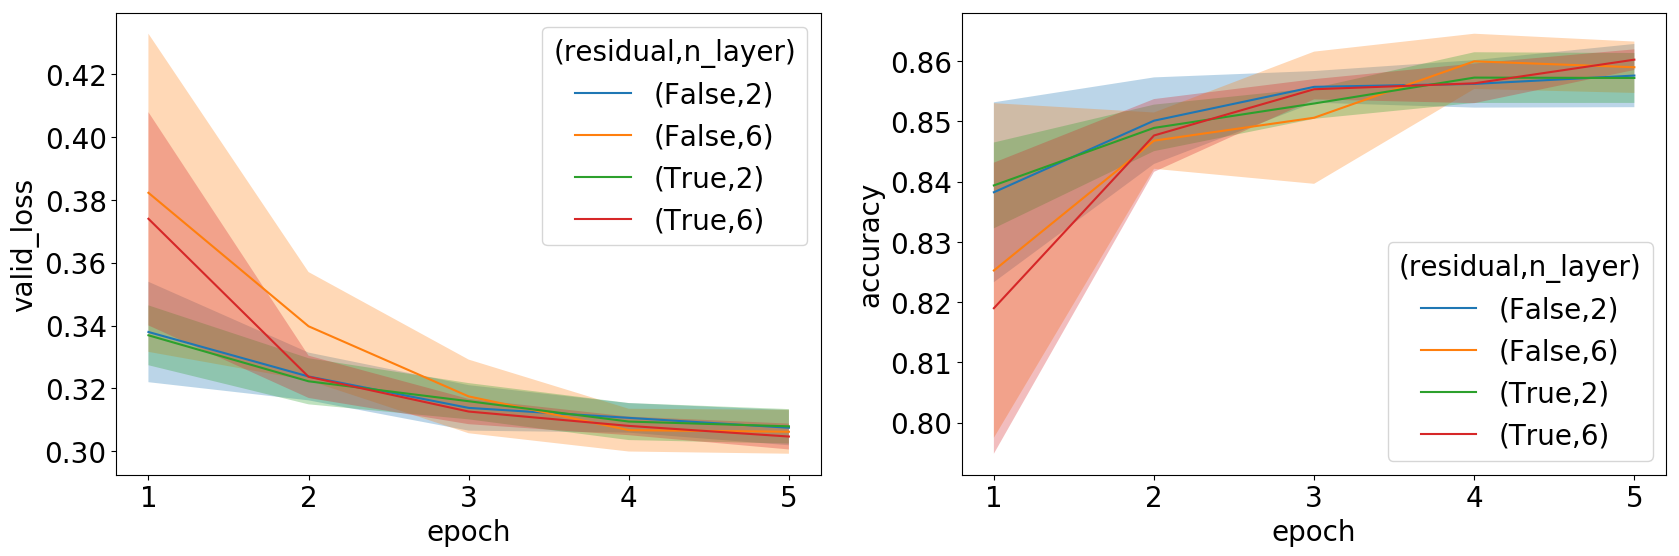 valid_loss
0.42
0.40
0.38
0.36
0.34
0.32
0.30
1 2 3 4 5
epoch
(residual,n_layer)
(False,2)
(False,6)
(True,2)
(True,6)
accuracy
0.86
0.85
0.84
0.83
0.82
0.81
0.80
1 2 3 4 5
epoch
(residual,n_layer)
(False,2)
(False,6)
(True,2)
(True,6)